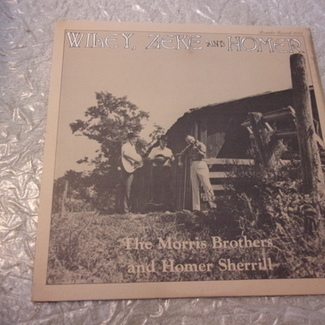 WILEY, ZEKE AND HOMER
The Morris Brothers
and Homer Sherrill